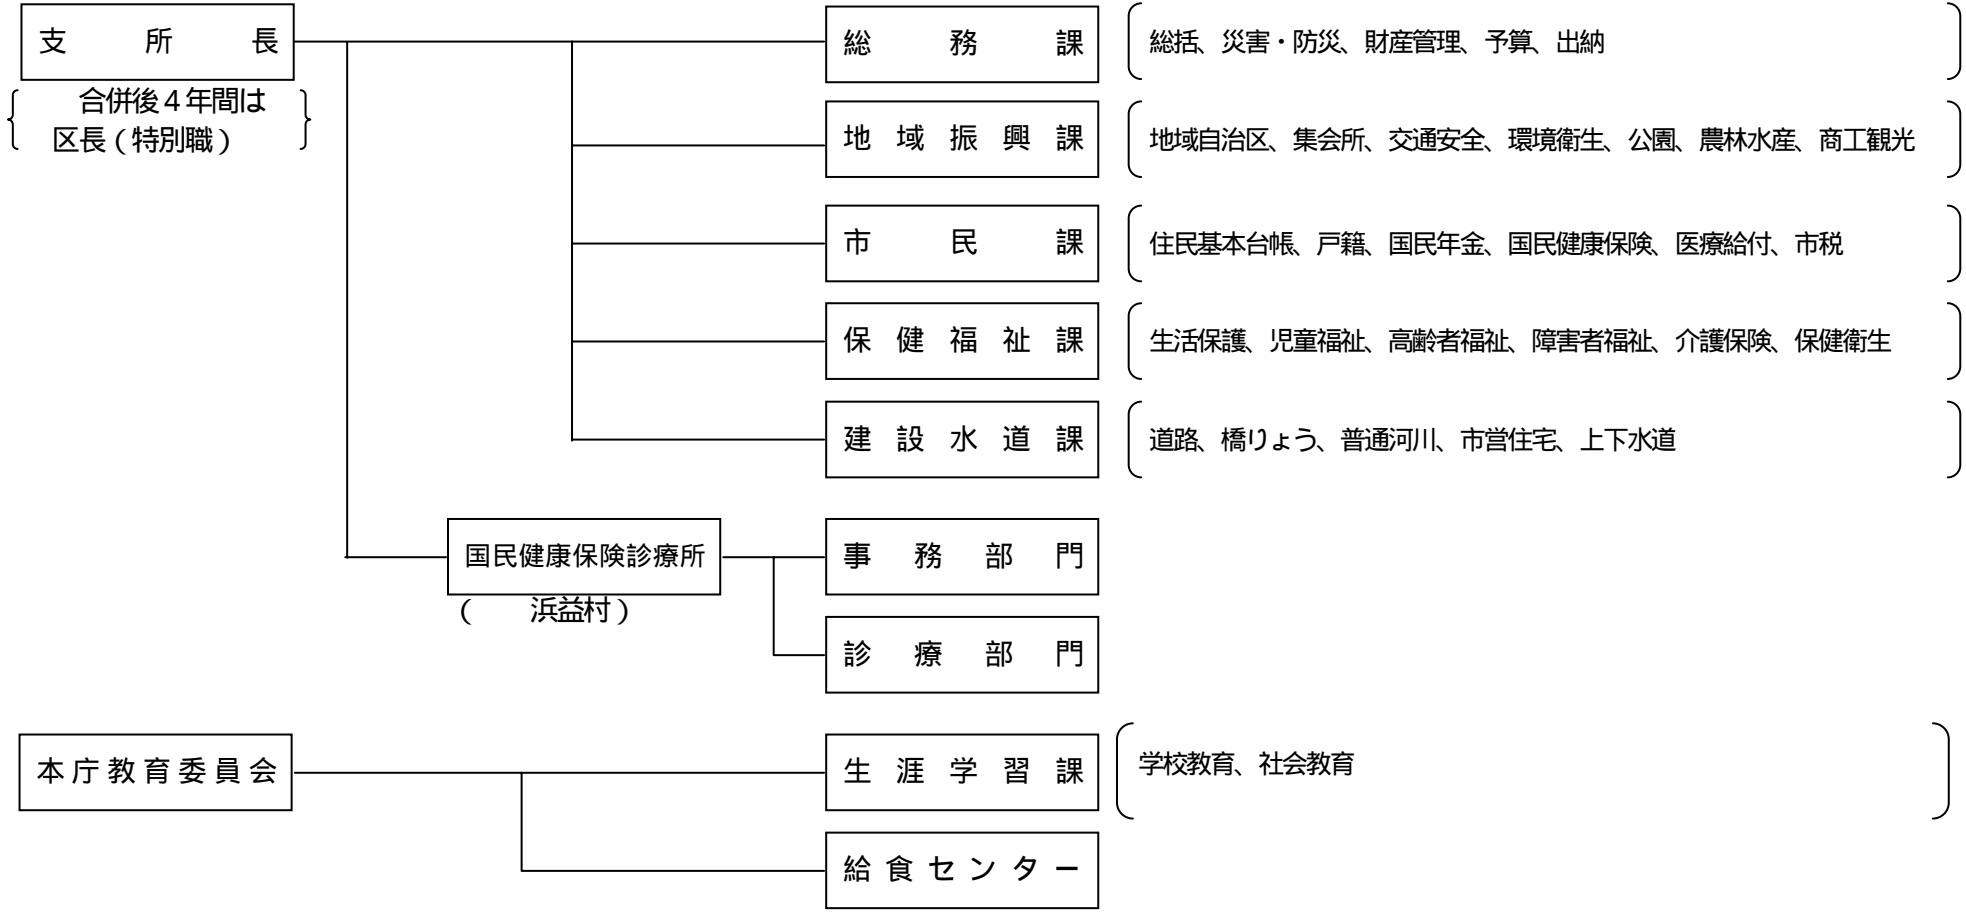 支所長
合併後４年間は
区長（特別職）
総務課
総括、災害・防災、財産管理、予算、出納
地域振興課
地域自治区、集会所、交通安全、環境衛生、公園、農林水産、商工観光
市民課
住民基本台帳、戸籍、国民年金、国民健康保険、医療給付、市税
保健福祉課
生活保護、児童福祉、高齢者福祉、障害者福祉、介護保険、保健衛生
建設水道課
道路、橋りょう、普通河川、市営住宅、上下水道
国民健康保険診療所
（　浜益村）
事務部門
診療部門
本庁教育委員会
生涯学習課
学校教育、社会教育
給食センター